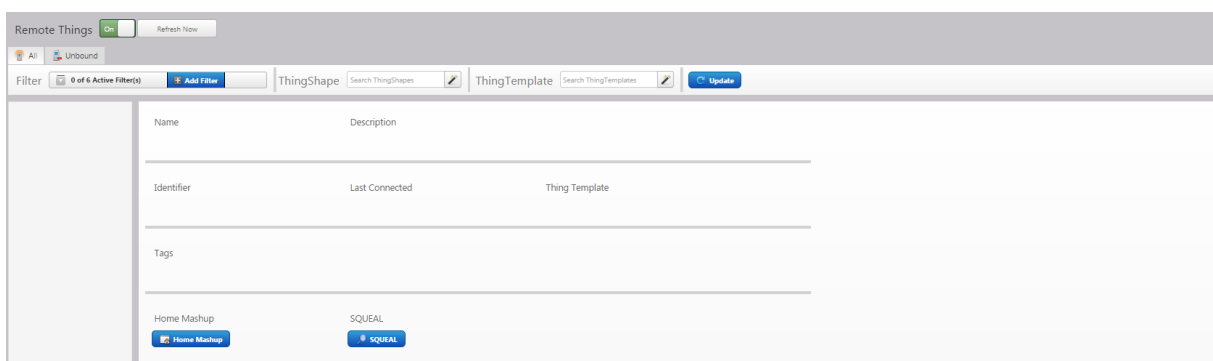 Remote Things On Refresh Now
All Unbound
Filter 0 of 6 Active Filter(s) Add Filter ThingShape Search ThingShapes ThingTemplate Search ThingTemplates Update
Name Description
Identifier Last Connected Thing Template
Tags
Home Mashup SQUEAL
Home Mashup SQUEAL